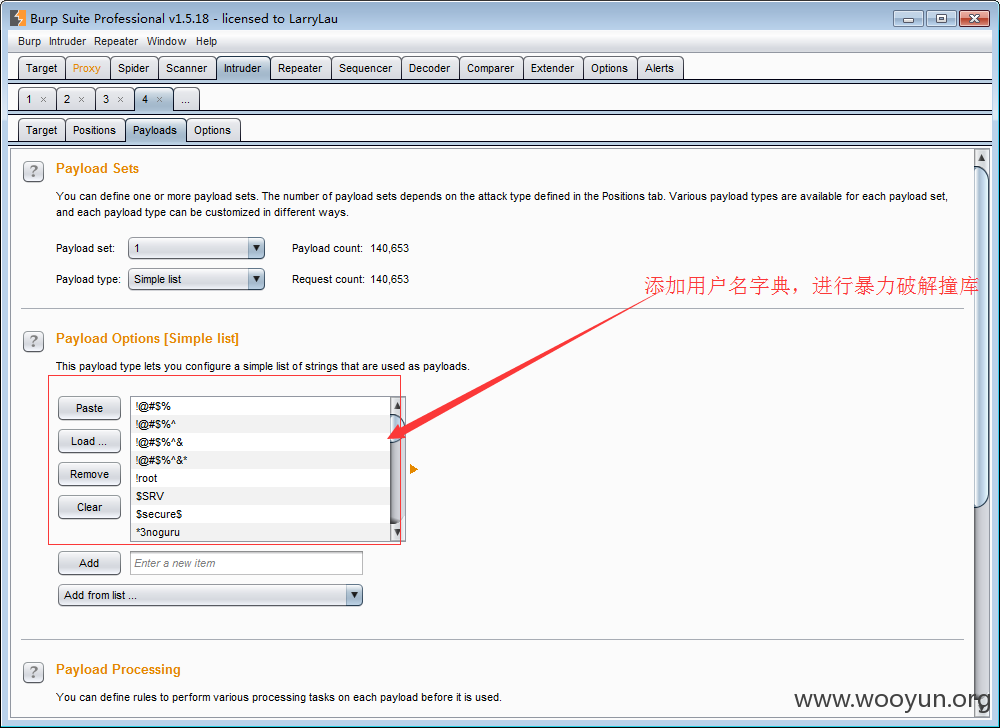 Burp Suite Professional v1.5.18 - licensed to LarryLau
Burp Intruder Repeater Window Help
Target Proxy Spider Scanner Intruder Repeater Sequencer Decoder Comparer Extender Options Alerts
1 × 2 × 3 × 4 × ...
Target Positions Payloads Options
? Payload Sets
You can define one or more payload sets. The number of payload sets depends on the attack type defined in the Positions tab. Various payload types are available for each payload set,
and each payload type can be customized in different ways.
Payload set: 1 Payload count: 140,653
Payload type: Simple list Request count: 140,653
添加用户名字典，进行暴力破解撞库
? Payload Options [Simple list]
This payload type lets you configure a simple list of strings that are used as payloads.
Paste
Load ...
Remove
Clear
!@#$%
!@#$%^
!@#$%^&
!@#$%^&*
!root
$SRV
$secure$
*3noguru
Add Enter a new item
Add from list ...
? Payload Processing
You can define rules to perform various processing tasks on each payload before it is used.
www.wooyun.org